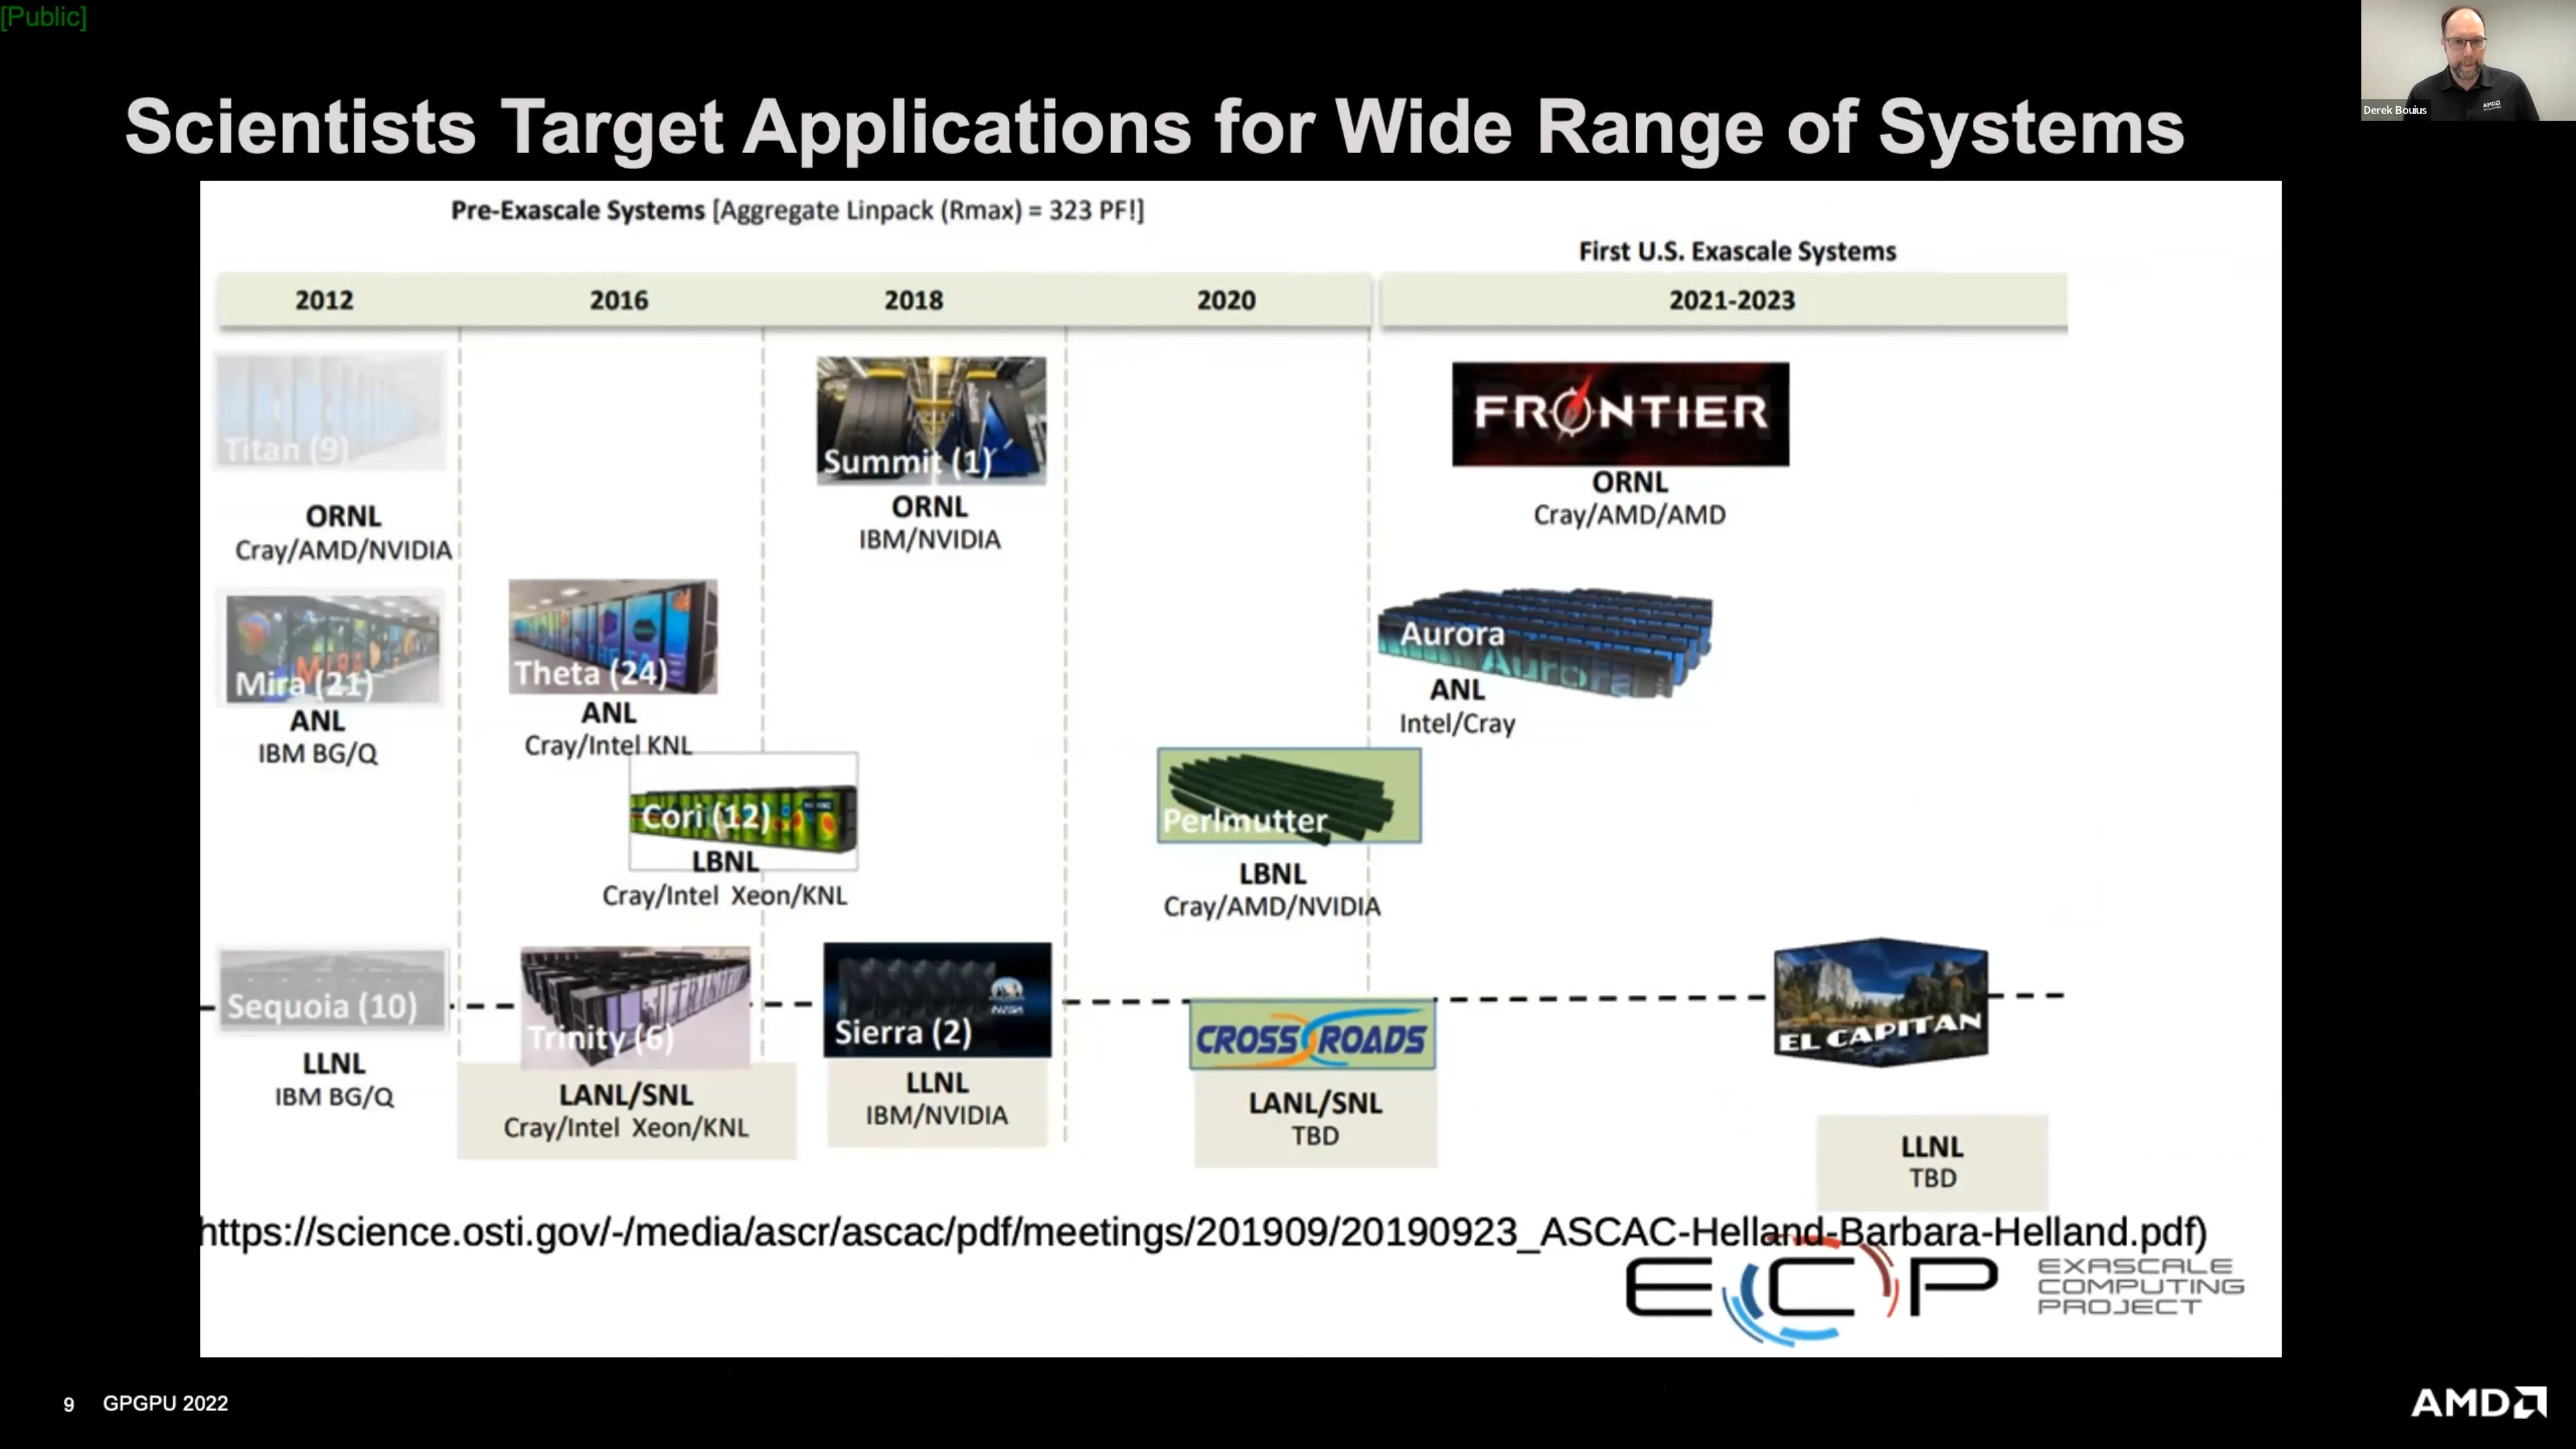 [Public]
Derek Bouius
AMD
Scientists Target Applications for Wide Range of Systems
Pre-Exascale Systems [Aggregate Linpack (Rmax) = 323 PF!]
First U.S. Exascale Systems
2012
2016
2018
2020
2021-2023
Titan (9)
ORNL
Cray/AMD/NVIDIA
Summit (1)
ORNL
IBM/NVIDIA
FRONTIER
ORNL
Cray/AMD/AMD
MIRA
Mira (21)
ANL
IBM BG/Q
THETA
Theta (24)
ANL
Cray/Intel KNL
Aurora
Aurora
ANL
Intel/Cray
Cori (12)
LBNL
Cray/Intel Xeon/KNL
Perlmutter
LBNL
Cray/AMD/NVIDIA
Sequoia (10)
LLNL
IBM BG/Q
TRINITY
Trinity (6)
LANL/SNL
Cray/Intel Xeon/KNL
Sierra (2)
LLNL
IBM/NVIDIA
CROSSROADS
LANL/SNL
TBD
EL CAPITAN
LLNL
TBD
https://science.osti.gov/-/media/ascr/ascac/pdf/meetings/201909/20190923_ASCAC-Helland-Barbara-Helland.pdf)
ECP
EXASCALE
COMPUTING
PROJECT
9 GPGPU 2022
AMD